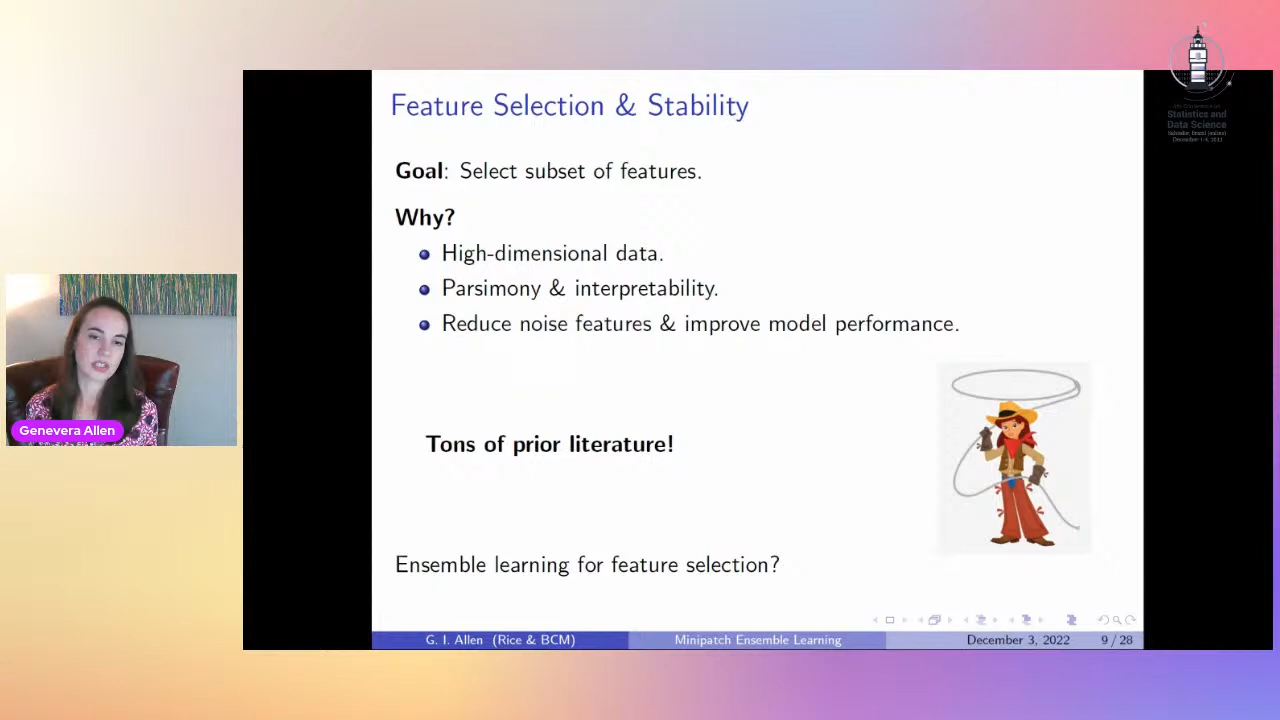 Feature Selection & Stability
Goal: Select subset of features.
Why?
High-dimensional data.
Parsimony & interpretability.
Reduce noise features & improve model performance.
Tons of prior literature!
Ensemble learning for feature selection?
G. I. Allen (Rice & BCM)
Minipatch Ensemble Learning
December 3, 2022
9 / 28
Genevera Allen
Statistics and
Data Science